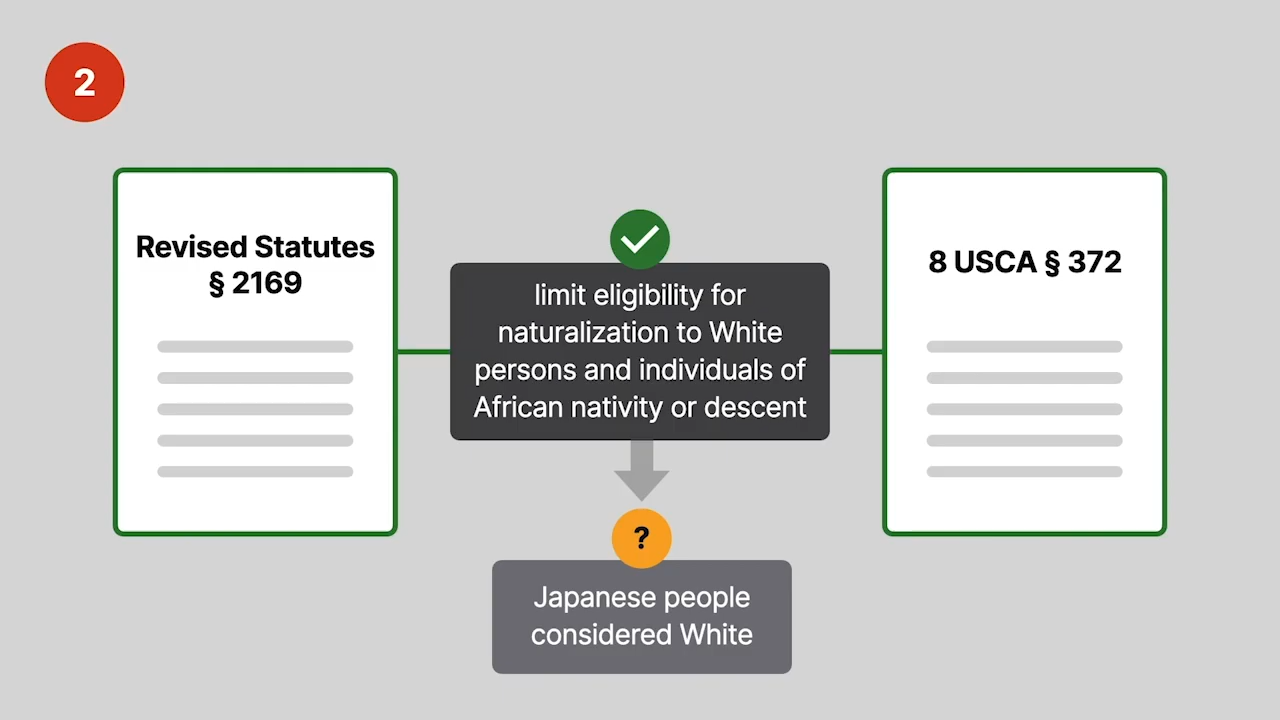 2
Revised Statutes
§ 2169
limit eligibility for
naturalization to White
persons and individuals of
African nativity or descent
8 USCA § 372
?
Japanese people
considered White